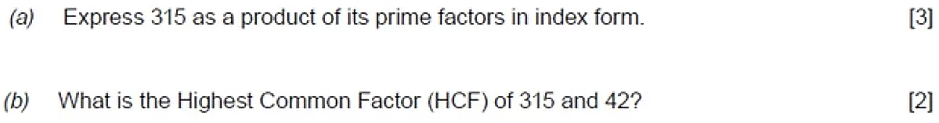 (a) Express 315 as a product of its prime factors in index form. [3]
(b) What is the Highest Common Factor (HCF) of 315 and 42? [2]